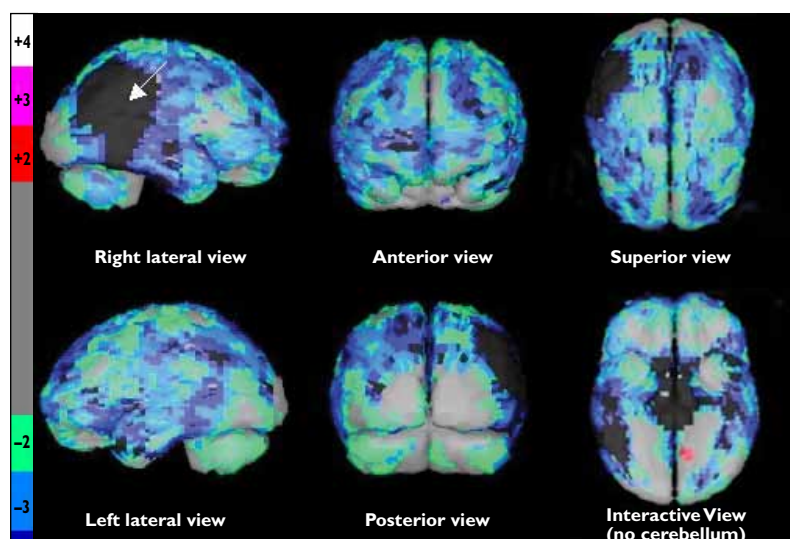 +4
+3
+2
Right lateral view
Anterior view
Superior view
–2
–3
Left lateral view
Posterior view
Interactive View
(no cerebellum)